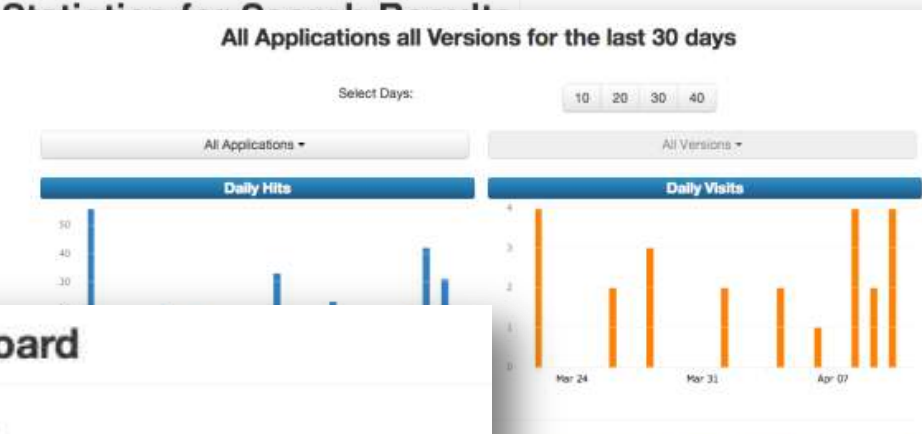 All Applications all Versions for the last 30 days
Select Days:
10 20 30 40
All Applications
All Versions
Daily Hits
Daily Visits
50
40
30
4
3
2
1
0
Mar 24
Mar 31
Apr 07